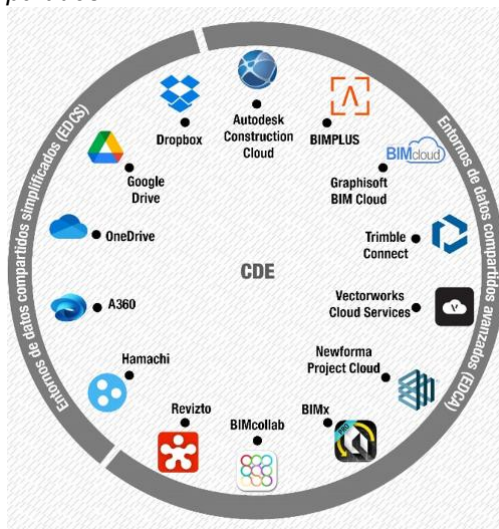 Entornos de datos compartidos simplificados (EDCS)
Entornos de datos compartidos avanzados (EDCA)
Autodesk
Construction
Cloud
BIMPLUS
BIMcloud
Graphisoft
BIM Cloud
Trimble
Connect
Vectorworks
Cloud Services
Newforma
Project Cloud
BIMx
BIMcollab
Revizto
Hamachi
A360
OneDrive
Google
Drive
Dropbox
CDE